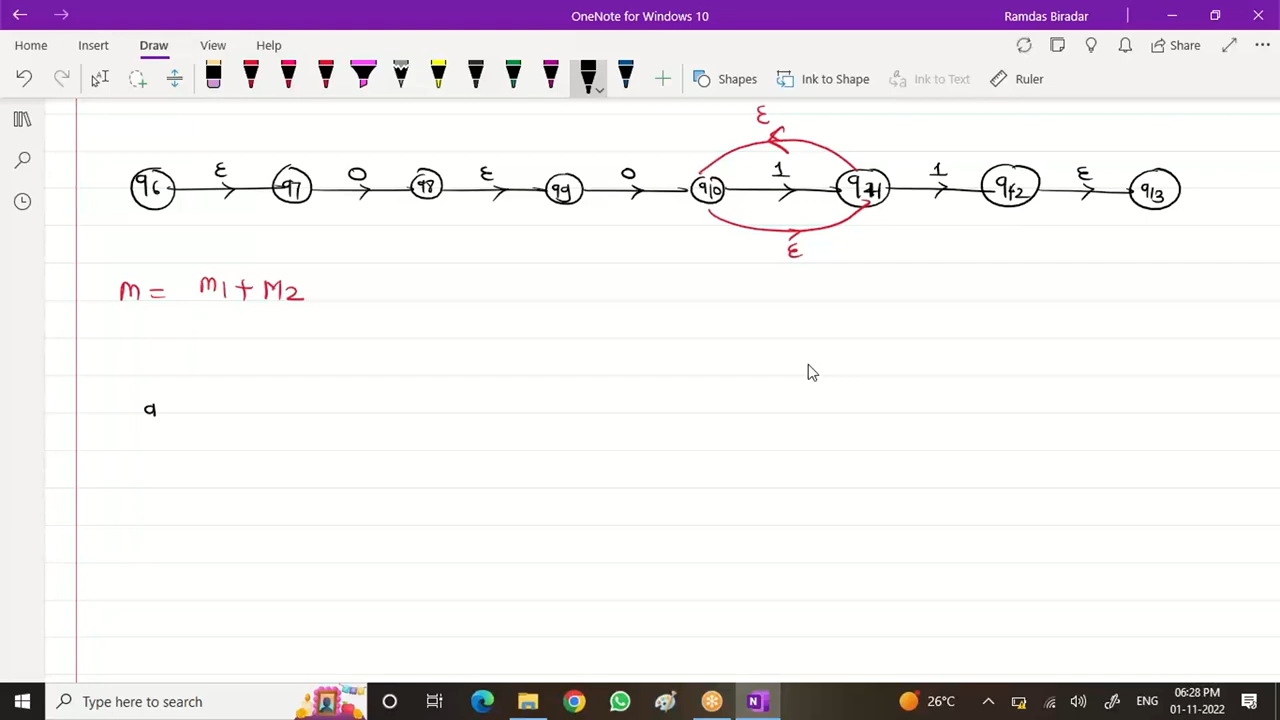 OneNote for Windows 10
Ramdas Biradar
Home Insert Draw View Help
Share
Shapes Ink to Shape Ink to Text Ruler
ε
ε 0 ε 0 1 1 ε
q6 q7 q8 q9 q10 q11 q12 q13
ε
m = m1 + M2
q
Type here to search
26°C
ENG
06:28 PM
01-11-2022